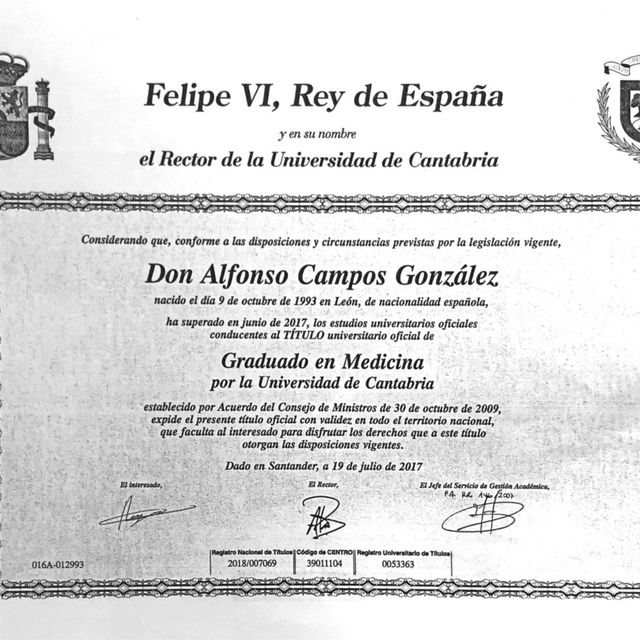 Felipe VI, Rey de España
y en su nombre
el Rector de la Universidad de Cantabria
Considerando que, conforme a las disposiciones y circunstancias previstas por la legislación vigente,
Don Alfonso Campos González
nacido el día 9 de octubre de 1993 en León, de nacionalidad española,
ha superado en junio de 2017, los estudios universitarios oficiales
conducentes al TÍTULO universitario oficial de
Graduado en Medicina
por la Universidad de Cantabria
establecido por Acuerdo del Consejo de Ministros de 30 de octubre de 2009,
expide el presente título oficial con validez en todo el territorio nacional,
que faculta al interesado para disfrutar los derechos que a este título
otorgan las disposiciones vigentes.
Dado en Santander, a 19 de julio de 2017
El interesado, El Rector, El Jefe del Servicio de Gestión Académica,
Registro Nacional de Títulos Código de CENTRO Registro Universitario de Títulos
016A-012993 2018/007069 39011104 0053363